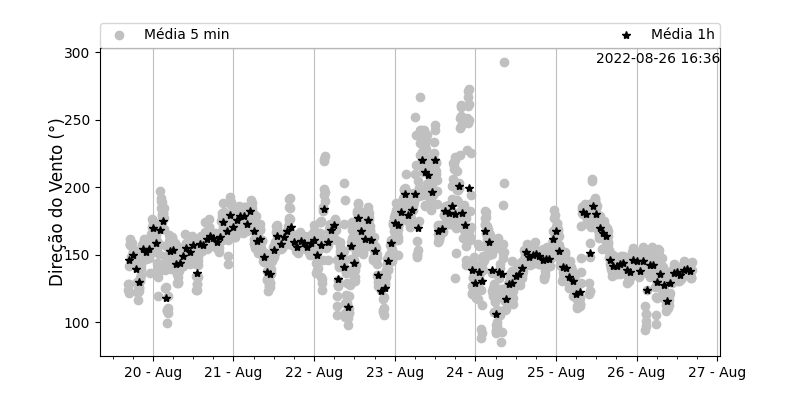 Média 5 min Média 1h
2022-08-26 16:36
Direção do Vento (°)
300
250
200
150
100
20 - Aug 21 - Aug 22 - Aug 23 - Aug 24 - Aug 25 - Aug 26 - Aug 27 - Aug